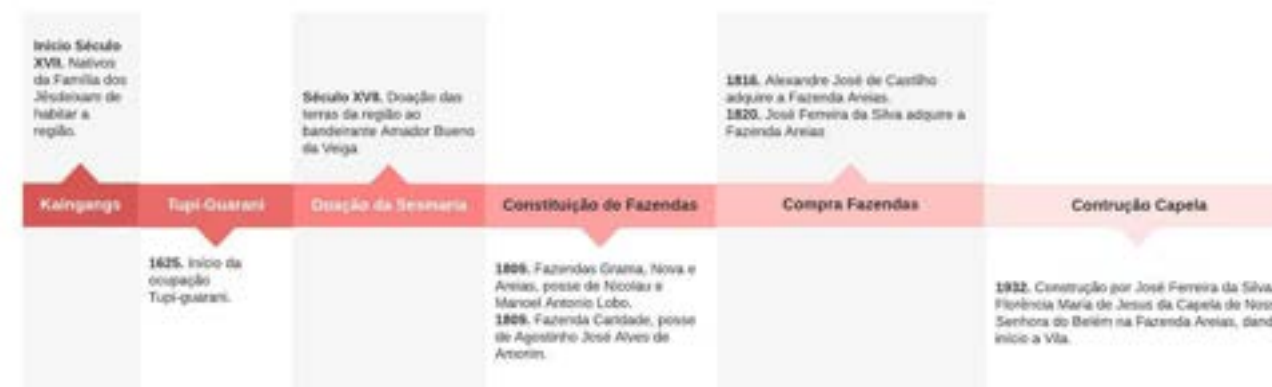 Início Século
XVII. Nativos
da Família dos
Jêsdeixam de
habitar a
região.
Kaingangs
Tupi-Guarani
1625. Início da
ocupação
Tupi-guarani.
Século XVII. Doação das
terras da região ao
bandeirante Amador Bueno
da Veiga
Doação da Sesmaria
Constituição de Fazendas
1809. Fazendas Grama, Nova e
Areias, posse de Nicolau e
Manoel Antonio Lobo.
1809. Fazenda Caridade, posse
de Agostinho José Alves de
Amorim.
1816. Alexandre José de Castilho
adquire a Fazenda Areias.
1820. José Ferreira da Silva adquire a
Fazenda Areias
Compra Fazendas
Contrução Capela
1932. Construção por José Ferreira da Silva
Florência Maria de Jesus da Capela de Noss
Senhora do Belém na Fazenda Areias, dand
início a Vila.